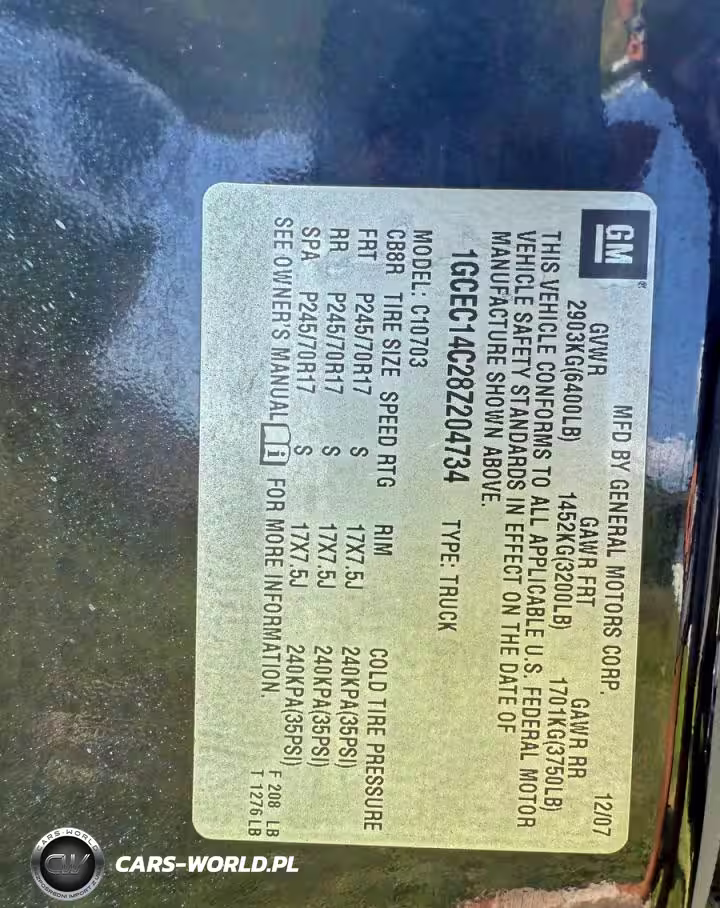 GM
MFD BY GENERAL MOTORS CORP. 12/07
GVWR GAWR FRT GAWR RR
2903KG(6400LB) 1452KG(3200LB) 1701KG(3750LB)
THIS VEHICLE CONFORMS TO ALL APPLICABLE U.S. FEDERAL MOTOR
VEHICLE SAFETY STANDARDS IN EFFECT ON THE DATE OF
MANUFACTURE SHOWN ABOVE.
1GCEC14C28Z204734 TYPE: TRUCK
MODEL: C10703
CB8R TIRE SIZE SPEED RTG RIM COLD TIRE PRESSURE
FRT P245/70R17 S 17X7.5J 240KPA(35PSI)
RR P245/70R17 S 17X7.5J 240KPA(35PSI)
SPA P245/70R17 S 17X7.5J 240KPA(35PSI)
SEE OWNER'S MANUAL i FOR MORE INFORMATION.
F 208 LB
T 1276 LB
CARS-WORLD
CW
CARS-WORLD.PL